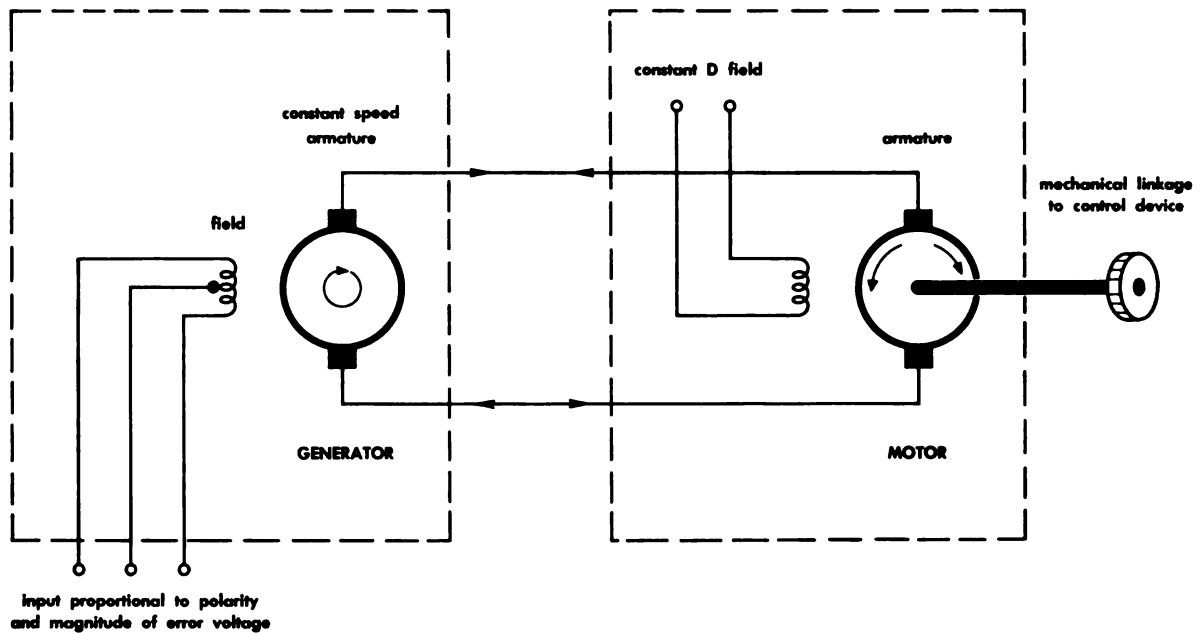 constant D field
constant speed
armature
armature
mechanical linkage
to control device
field
GENERATOR
MOTOR
input proportional to polarity
and magnitude of error voltage